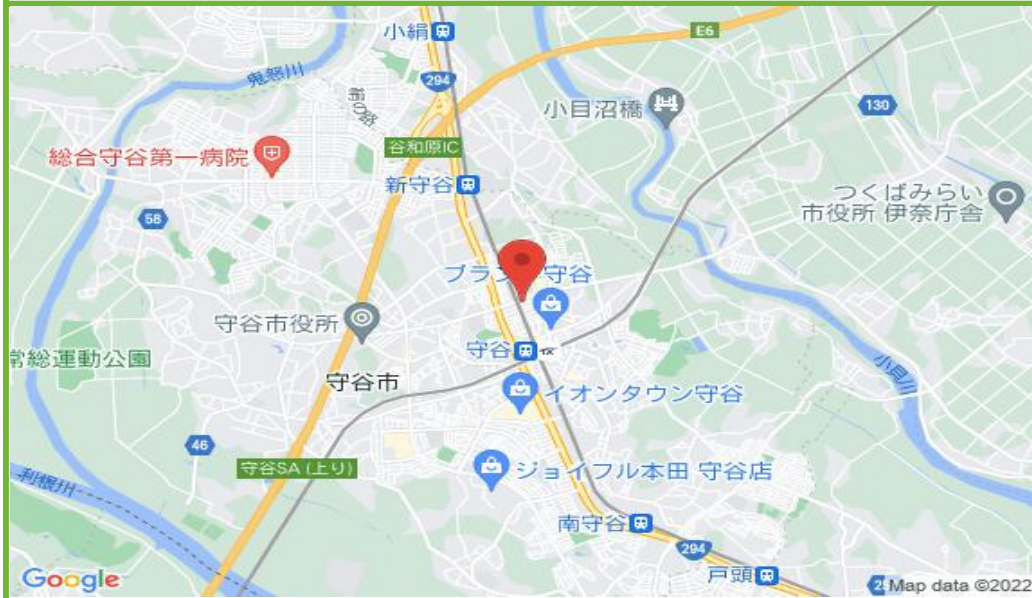 小絹
E6
294
鬼怒川
絹の路
小目沼橋
130
谷和原IC
総合守谷第一病院
新守谷
つくばみらい
市役所 伊奈庁舎
58
守谷市役所
守谷
常総運動公園
守谷市
イオンタウン守谷
小貝川
46
守谷SA (上り)
ジョイフル本田 守谷店
利根川
南守谷
294
戸頭
Google
Map data ©2022